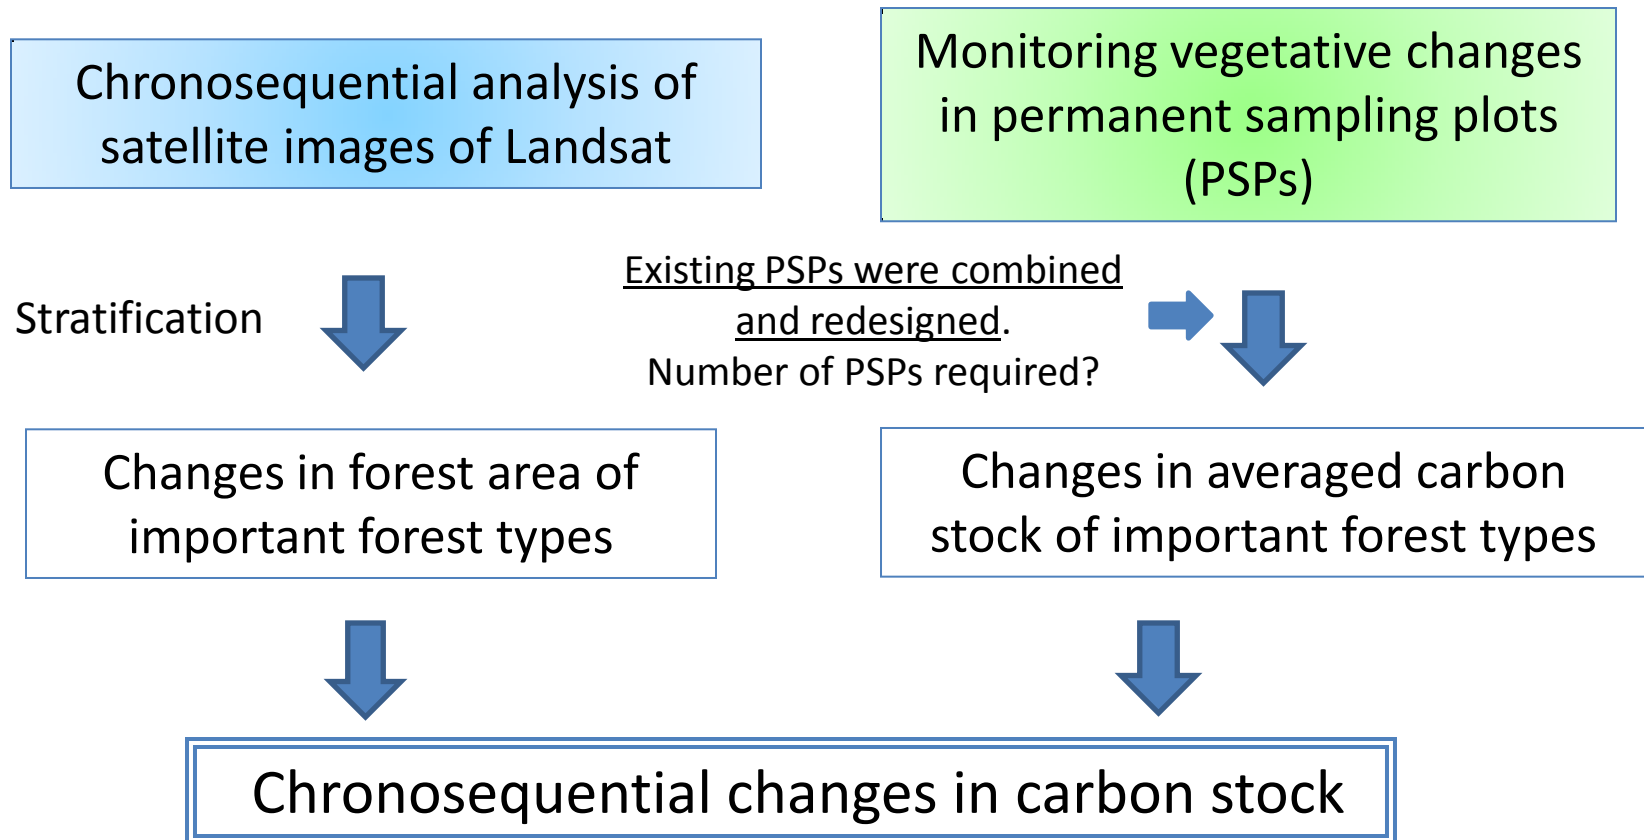 Chronosequential analysis of
satellite images of Landsat
Monitoring vegetative changes
in permanent sampling plots
(PSPs)
Stratification
Existing PSPs were combined
and redesigned.
Number of PSPs required?
Changes in forest area of
important forest types
Changes in averaged carbon
stock of important forest types
Chronosequential changes in carbon stock